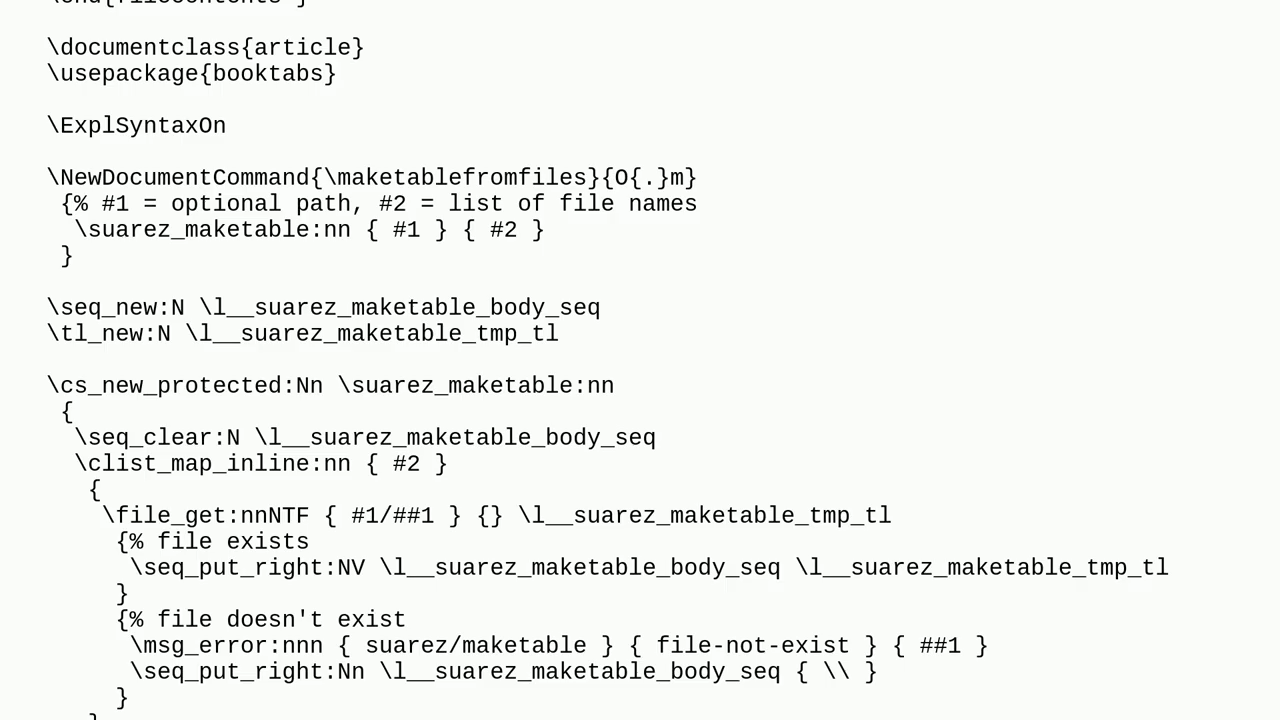 \end{filecontents*}
\documentclass{article}
\usepackage{booktabs}
\ExplSyntaxOn
\NewDocumentCommand{\maketablefromfiles}{O{.}m}
{% #1 = optional path, #2 = list of file names
\suarez_maketable:nn { #1 } { #2 }
}
\seq_new:N \l__suarez_maketable_body_seq
\tl_new:N \l__suarez_maketable_tmp_tl
\cs_new_protected:Nn \suarez_maketable:nn
{
\seq_clear:N \l__suarez_maketable_body_seq
\clist_map_inline:nn { #2 }
{
\file_get:nnNTF { #1/##1 } {} \l__suarez_maketable_tmp_tl
{% file exists
\seq_put_right:NV \l__suarez_maketable_body_seq \l__suarez_maketable_tmp_tl
}
{% file doesn't exist
\msg_error:nnn { suarez/maketable } { file-not-exist } { ##1 }
\seq_put_right:Nn \l__suarez_maketable_body_seq { \\ }
}
}